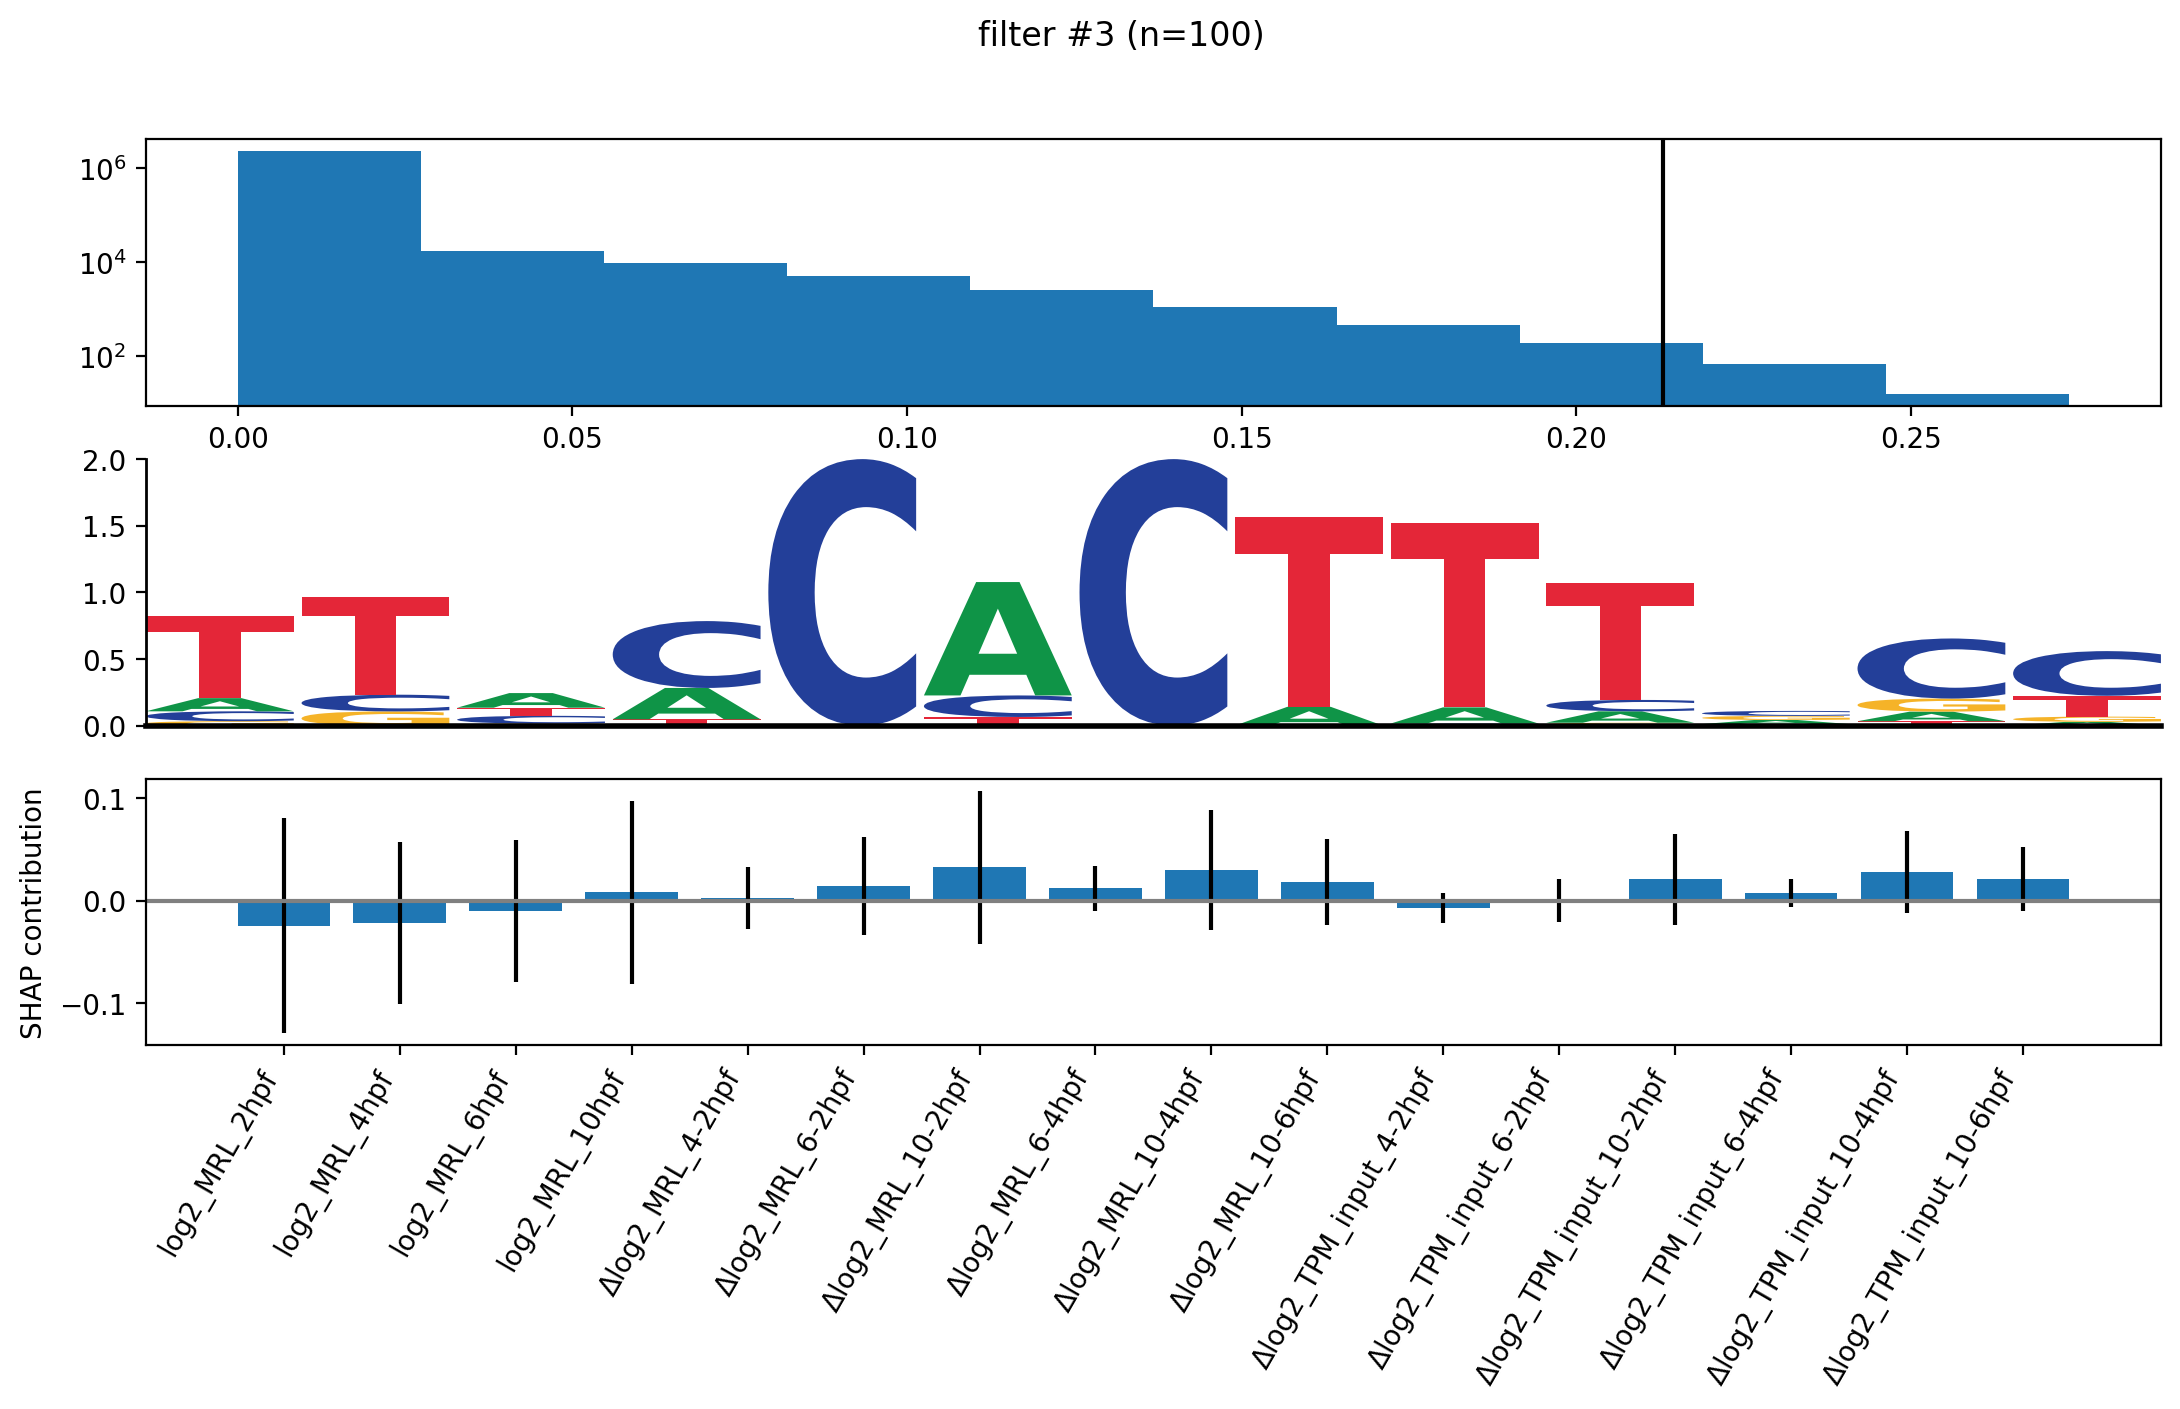 filter #3 (n=100)
10^6
10^4
10^2
0.00 0.05 0.10 0.15 0.20 0.25
2.0
1.5
1.0
0.5
0.0
T T A C C A C T T T C C C
A C T A C A A C G G T
C G C T T A A A G
T
SHAP contribution
0.1
0.0
−0.1
log2_MRL_2hpf
log2_MRL_4hpf
log2_MRL_6hpf
log2_MRL_10hpf
Δlog2_MRL_4-2hpf
Δlog2_MRL_6-2hpf
Δlog2_MRL_10-2hpf
Δlog2_MRL_6-4hpf
Δlog2_MRL_10-4hpf
Δlog2_MRL_10-6hpf
Δlog2_TPM_input_4-2hpf
Δlog2_TPM_input_6-2hpf
Δlog2_TPM_input_10-2hpf
Δlog2_TPM_input_6-4hpf
Δlog2_TPM_input_10-4hpf
Δlog2_TPM_input_10-6hpf